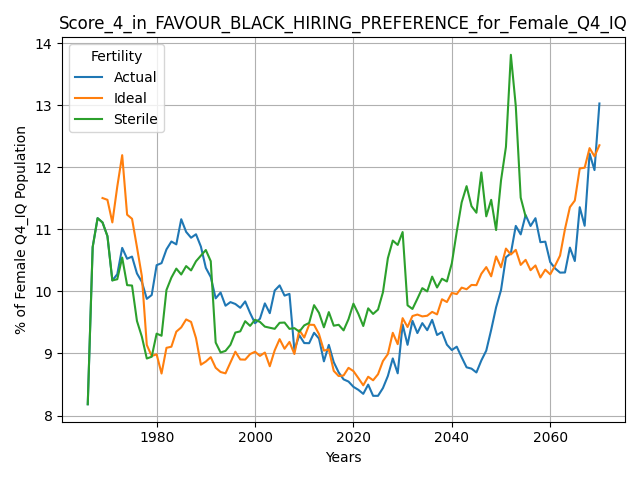 Score_4_in_FAVOUR_BLACK_HIRING_PREFERENCE_for_Female_Q4_IQ
Fertility
Actual
Ideal
Sterile
% of Female Q4_IQ Population
14
13
12
11
10
9
8
1980
2000
2020
2040
2060
Years